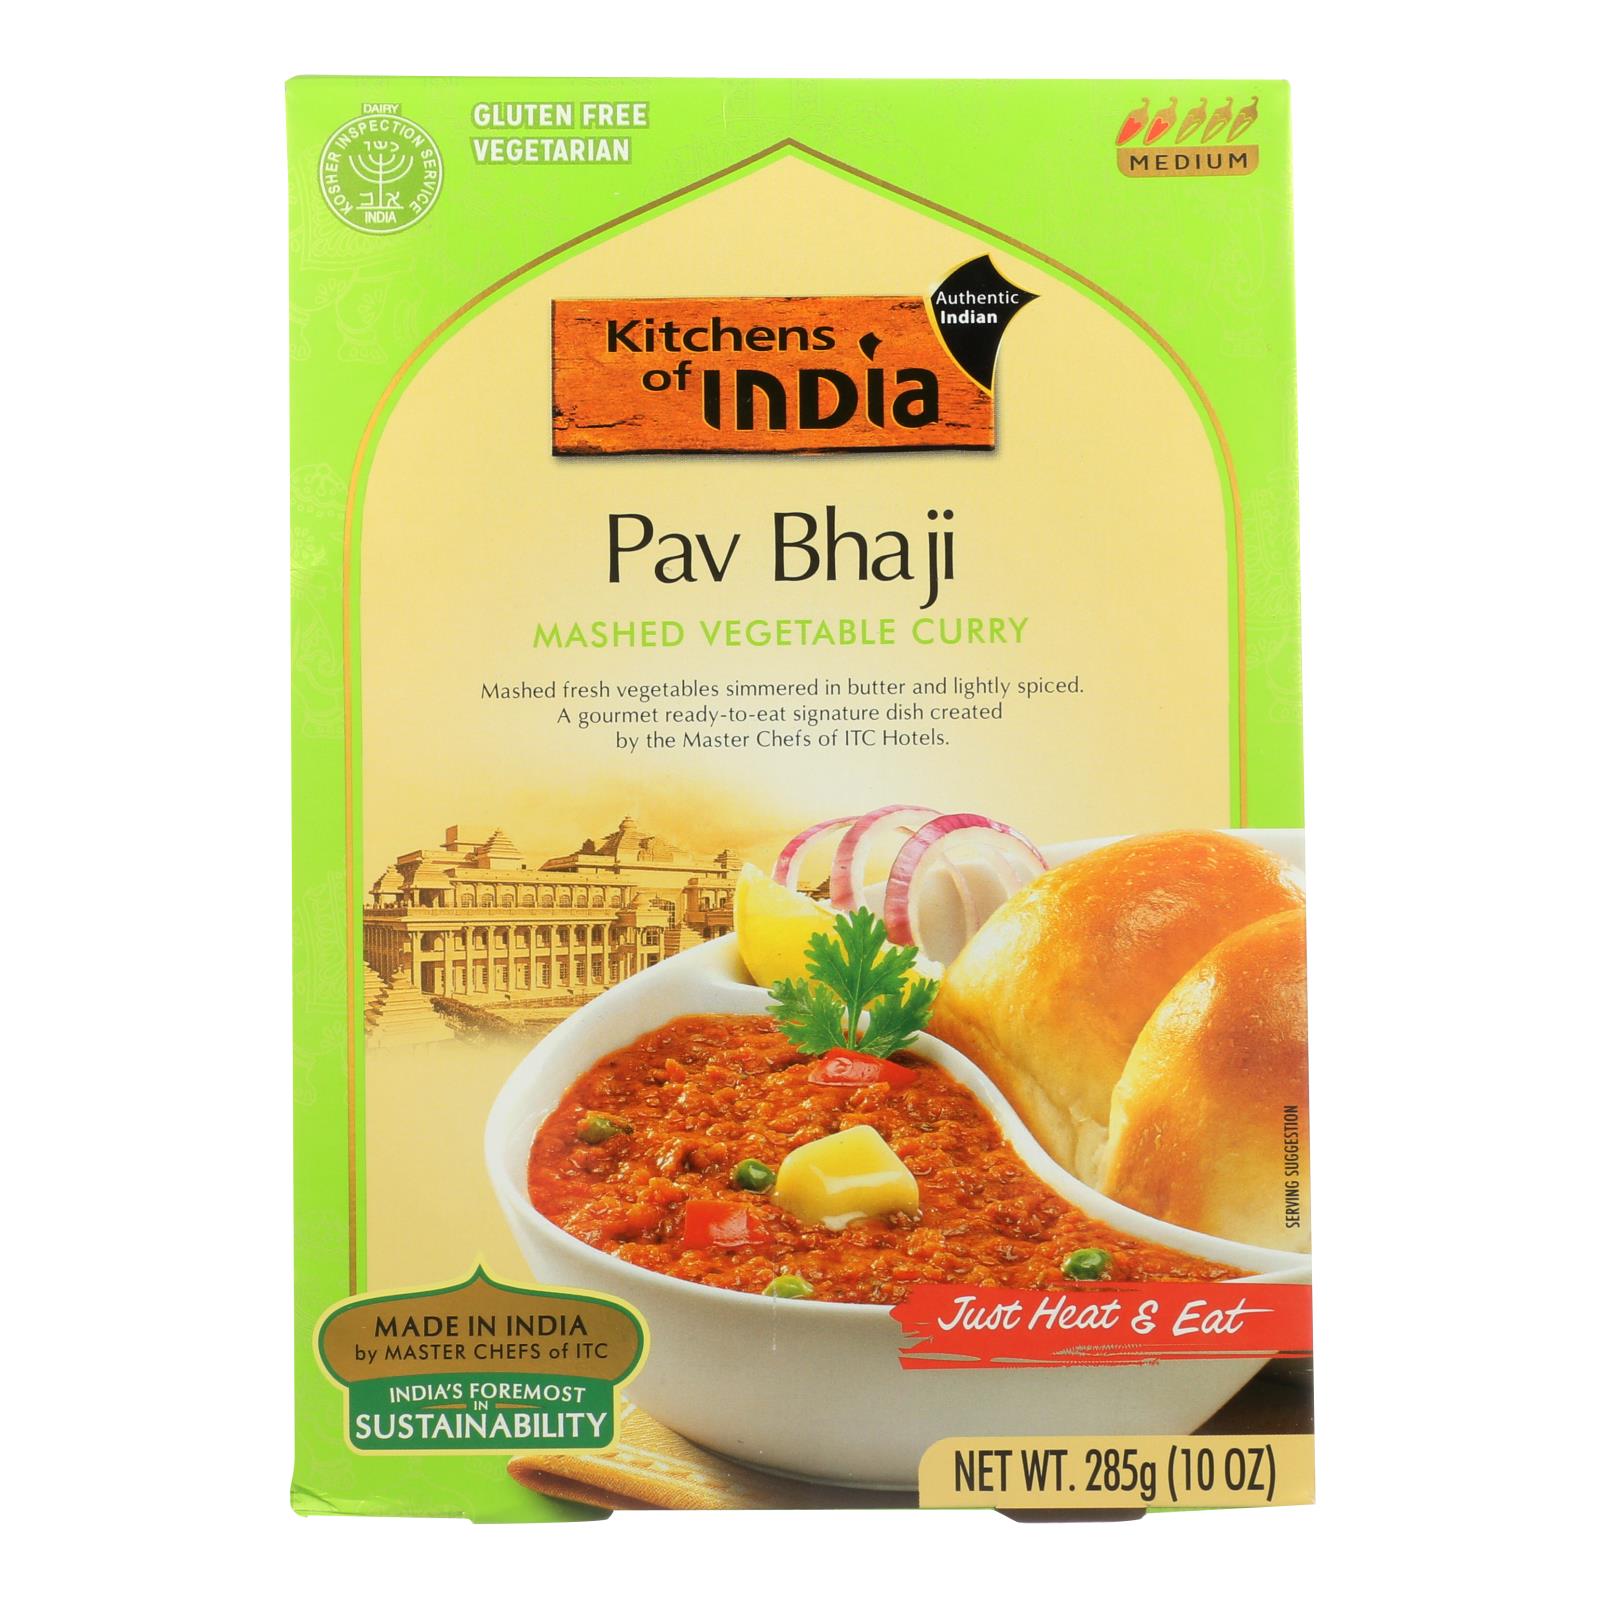 DAIRY
KOSHER INSPECTION SERVICE
כשר
אב
INDIA
GLUTEN FREE
VEGETARIAN
MEDIUM
Authentic
Indian
Kitchens
of INDIA
Pav Bhaji
MASHED VEGETABLE CURRY
Mashed fresh vegetables simmered in butter and lightly spiced.
A gourmet ready-to-eat signature dish created
by the Master Chefs of ITC Hotels.
SERVING SUGGESTION
Just Heat & Eat
MADE IN INDIA
by MASTER CHEFS of ITC
INDIA'S FOREMOST
IN
SUSTAINABILITY
NET WT. 285g (10 OZ)